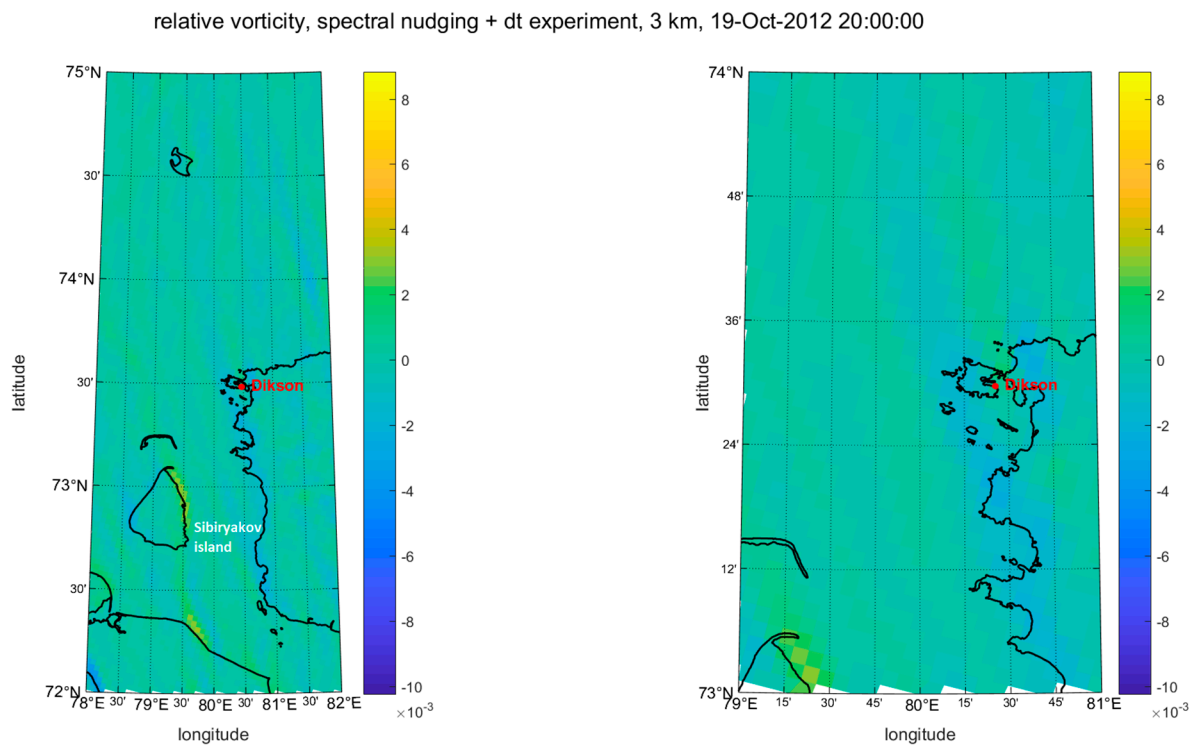 relative vorticity, spectral nudging + dt experiment, 3 km, 19-Oct-2012 20:00:00
75°N
30'
74°N
30'
73°N
30'
72°N
78°E 30' 79°E 30' 80°E 30' 81°E 30' 82°E
latitude
longitude
Dikson
Sibiryakov
island
8
6
4
2
0
-2
-4
-6
-8
-10
×10⁻³
74°N
48'
36'
24'
12'
73°N
79°E 15' 30' 45' 80°E 15' 30' 45' 81°E
latitude
longitude
Dikson
8
6
4
2
0
-2
-4
-6
-8
-10
×10⁻³